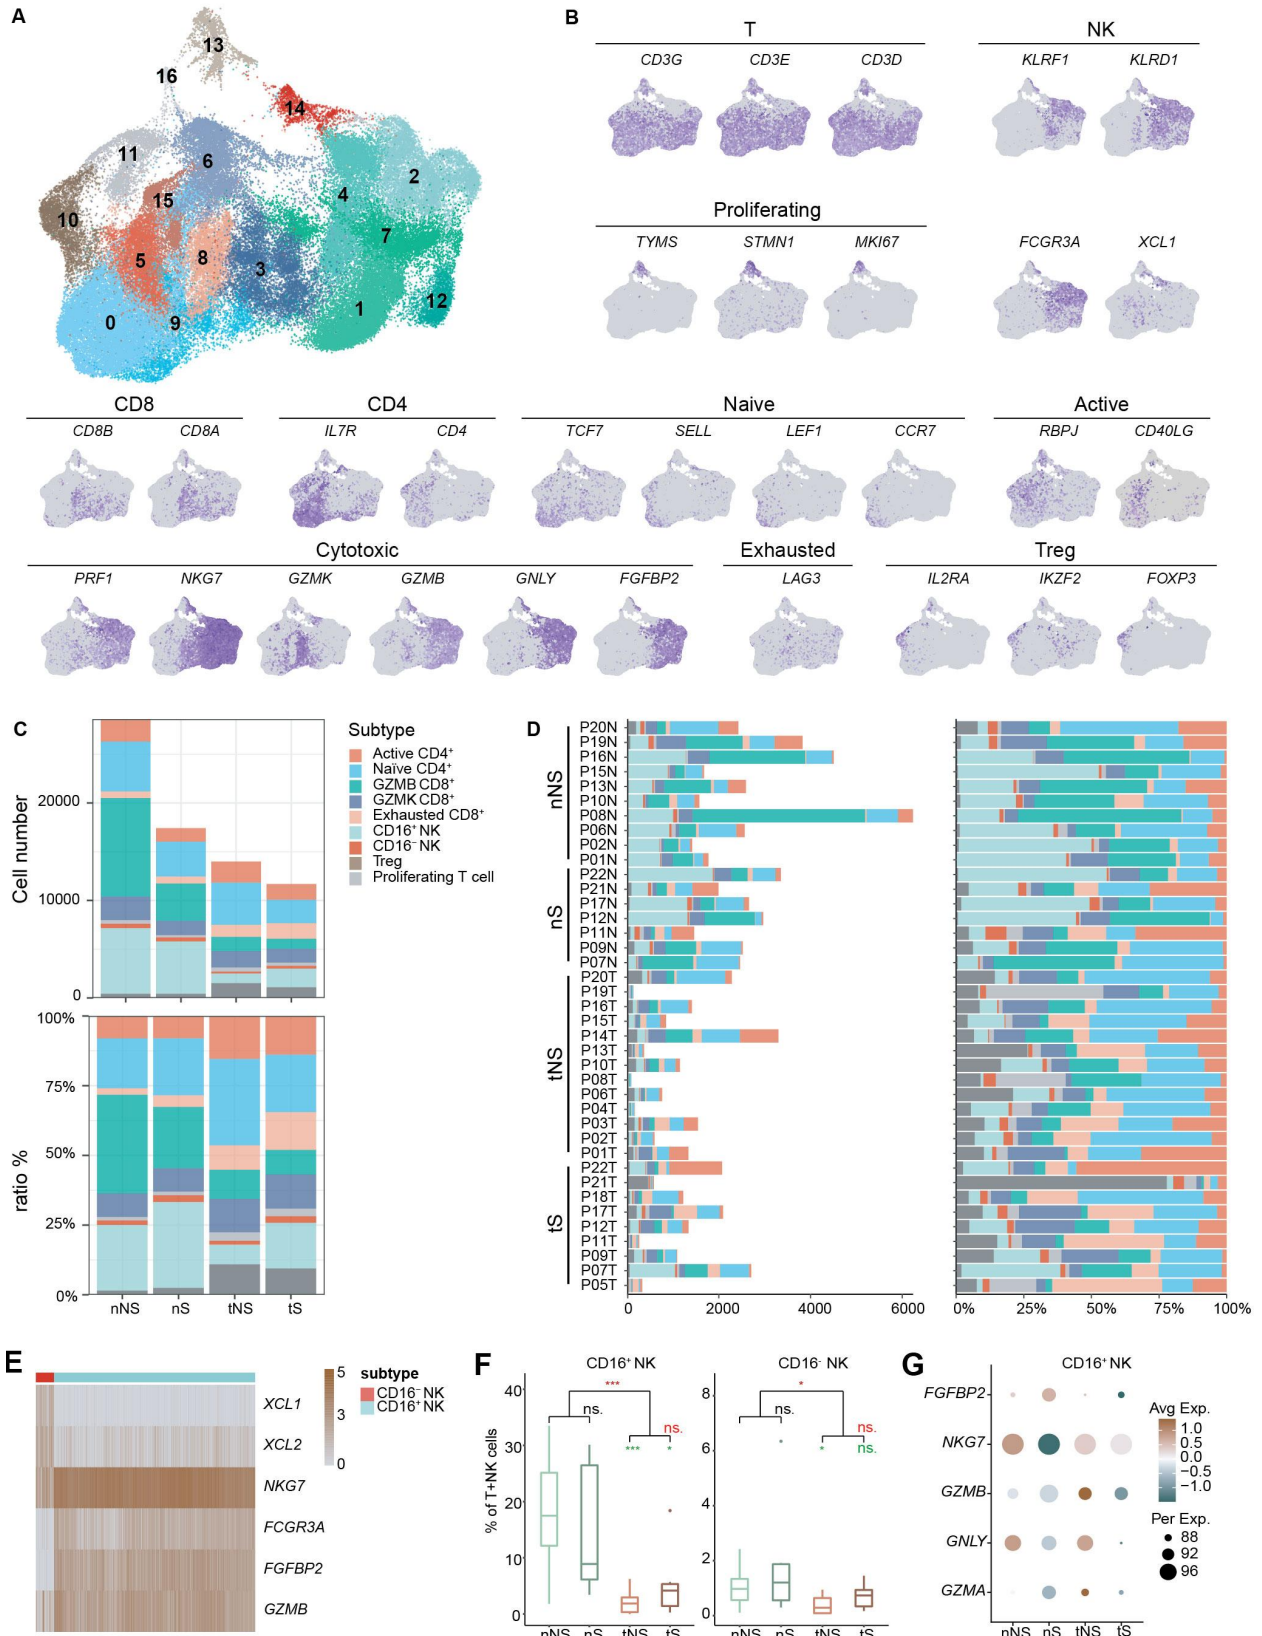 A
13
16
14
11
6
2
15
4
10
7
5
8
3
12
1
0
9
B
T
NK
CD3G CD3E CD3D
KLRF1 KLRD1
Proliferating
TYMS STMN1 MKI67
FCGR3A XCL1
CD8 CD4 Naive Active
CD8B CD8A IL7R CD4 TCF7 SELL LEF1 CCR7 RBPJ CD40LG
Cytotoxic Exhausted Treg
PRF1 NKG7 GZMK GZMB GNLY FGFBP2 LAG3 IL2RA IKZF2 FOXP3
C
Cell number
20000
10000
0
ratio %
100%
75%
50%
25%
0%
nNS nS tNS tS
Subtype
Active CD4⁺
Naïve CD4⁺
GZMB CD8⁺
GZMK CD8⁺
Exhausted CD8⁺
CD16⁺ NK
CD16⁻ NK
Treg
Proliferating T cell
D
nNS
P20N
P19N
P16N
P15N
P13N
P10N
P08N
P06N
P02N
P01N
nS
P22N
P21N
P17N
P12N
P11N
P09N
P07N
tNS
P20T
P19T
P16T
P15T
P14T
P13T
P10T
P08T
P06T
P04T
P03T
P02T
P01T
tS
P22T
P21T
P18T
P17T
P12T
P11T
P09T
P07T
P05T
0 2000 4000 6000
0% 25% 50% 75% 100%
E
XCL1
XCL2
NKG7
FCGR3A
FGFBP2
GZMB
5
3
0
subtype
CD16⁻ NK
CD16⁺ NK
F
CD16⁺ NK
% of T+NK cells
40
30
20
10
0
***
ns.
ns.
***
*
nNS nS tNS tS
CD16⁻ NK
8
6
4
2
0
*
ns.
ns.
*
ns.
nNS nS tNS tS
G
CD16⁺ NK
FGFBP2
NKG7
GZMB
GNLY
GZMA
nNS nS tNS tS
Avg Exp.
1.0
0.5
0.0
−0.5
−1.0
Per Exp.
88
92
96